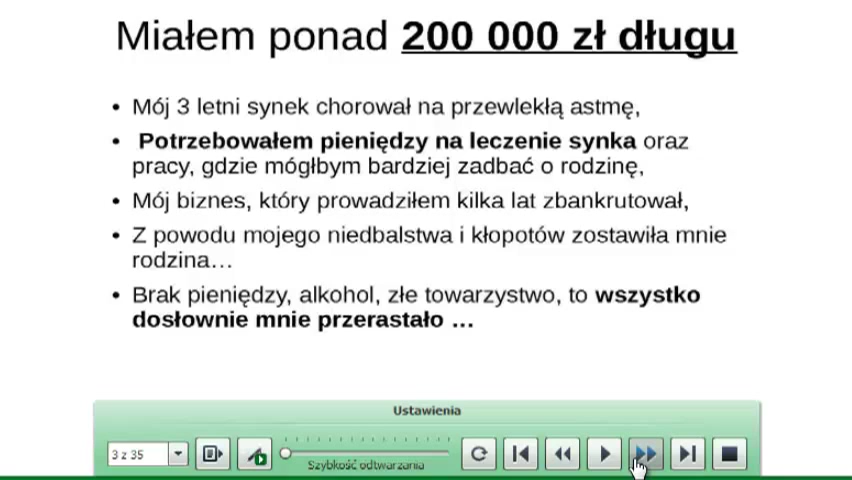 Miałem ponad 200 000 zł długu
• Mój 3 letni synek chorował na przewlekłą astmę,
• Potrzebowałem pieniędzy na leczenie synka oraz
pracy, gdzie mógłbym bardziej zadbać o rodzinę,
• Mój biznes, który prowadziłem kilka lat zbankrutował,
• Z powodu mojego niedbalstwa i kłopotów zostawiła mnie
rodzina…
• Brak pieniędzy, alkohol, złe towarzystwo, to wszystko
dosłownie mnie przerastało …
Ustawienia
3 z 35
Szybkość odtwarzania